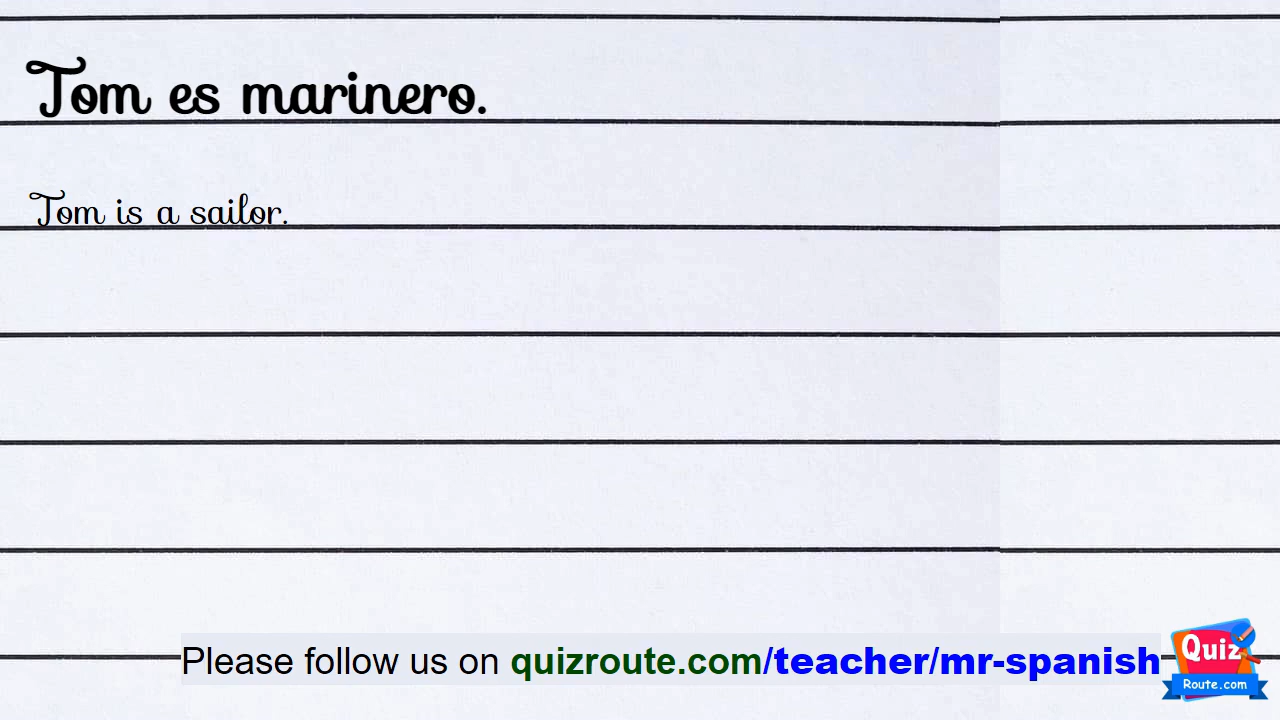 Tom es marinero.
Tom is a sailor.
Please follow us on quizroute.com/teacher/mr-spanish
Quiz
Route.com